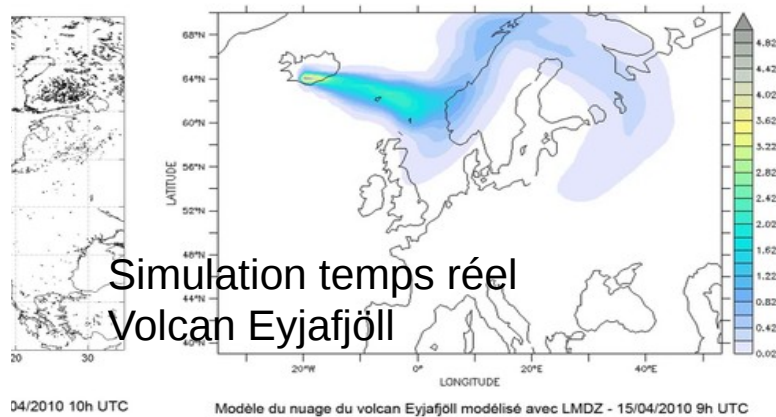 68°N
64°N
60°N
56°N
52°N
48°N
44°N
40°N
LATITUDE
20°W 0° 20°E 40°E
LONGITUDE
4.82
4.42
4.02
3.62
3.22
2.82
2.42
2.02
1.62
1.22
0.82
0.42
0.02
Simulation temps réel
Volcan Eyjafjöll
20 30
04/2010 10h UTC
Modèle du nuage du volcan Eyjafjöll modélisé avec LMDZ - 15/04/2010 9h UTC